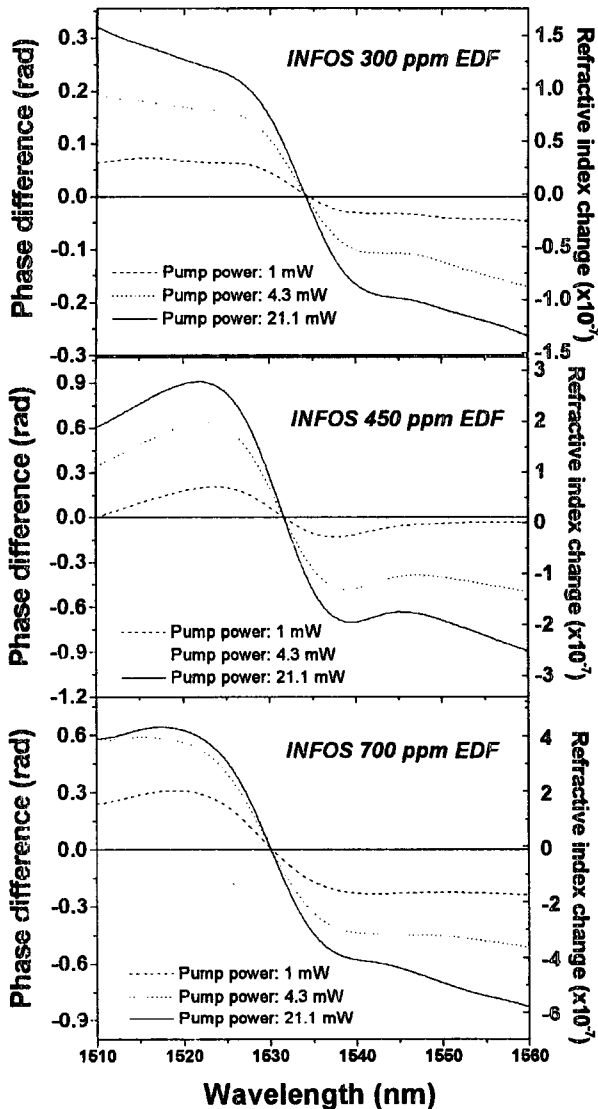 INFOS 300 ppm EDF
Phase difference (rad)
0.3
0.2
0.1
0.0
-0.1
-0.2
-0.3
Refractive index change (x10⁻⁷)
1.5
1.0
0.5
0.0
-0.5
-1.0
-1.5
Pump power: 1 mW
Pump power: 4.3 mW
Pump power: 21.1 mW
INFOS 450 ppm EDF
Phase difference (rad)
0.9
0.6
0.3
0.0
-0.3
-0.6
-0.9
-1.2
Refractive index change (x10⁻⁷)
3
2
1
0
-1
-2
-3
Pump power: 1 mW
Pump power: 4.3 mW
Pump power: 21.1 mW
INFOS 700 ppm EDF
Phase difference (rad)
0.6
0.3
0.0
-0.3
-0.6
-0.9
Refractive index change (x10⁻⁷)
4
2
0
-2
-4
-6
Pump power: 1 mW
Pump power: 4.3 mW
Pump power: 21.1 mW
1510 1520 1530 1540 1550 1560
Wavelength (nm)